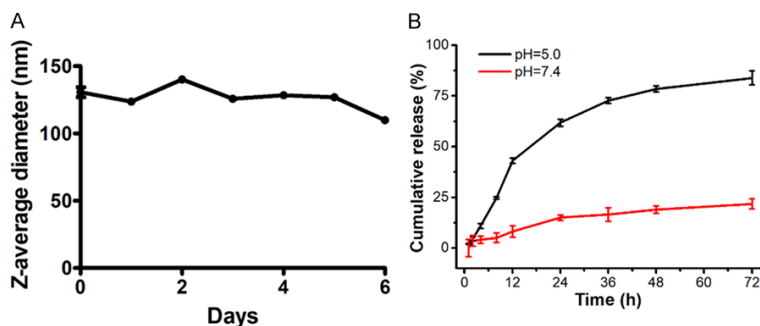 A
Z-average diameter (nm)
150
100
50
0
0 2 4 6
Days
B
Cumulative release (%)
100
75
50
25
0
pH=5.0
pH=7.4
0 12 24 36 48 60 72
Time (h)